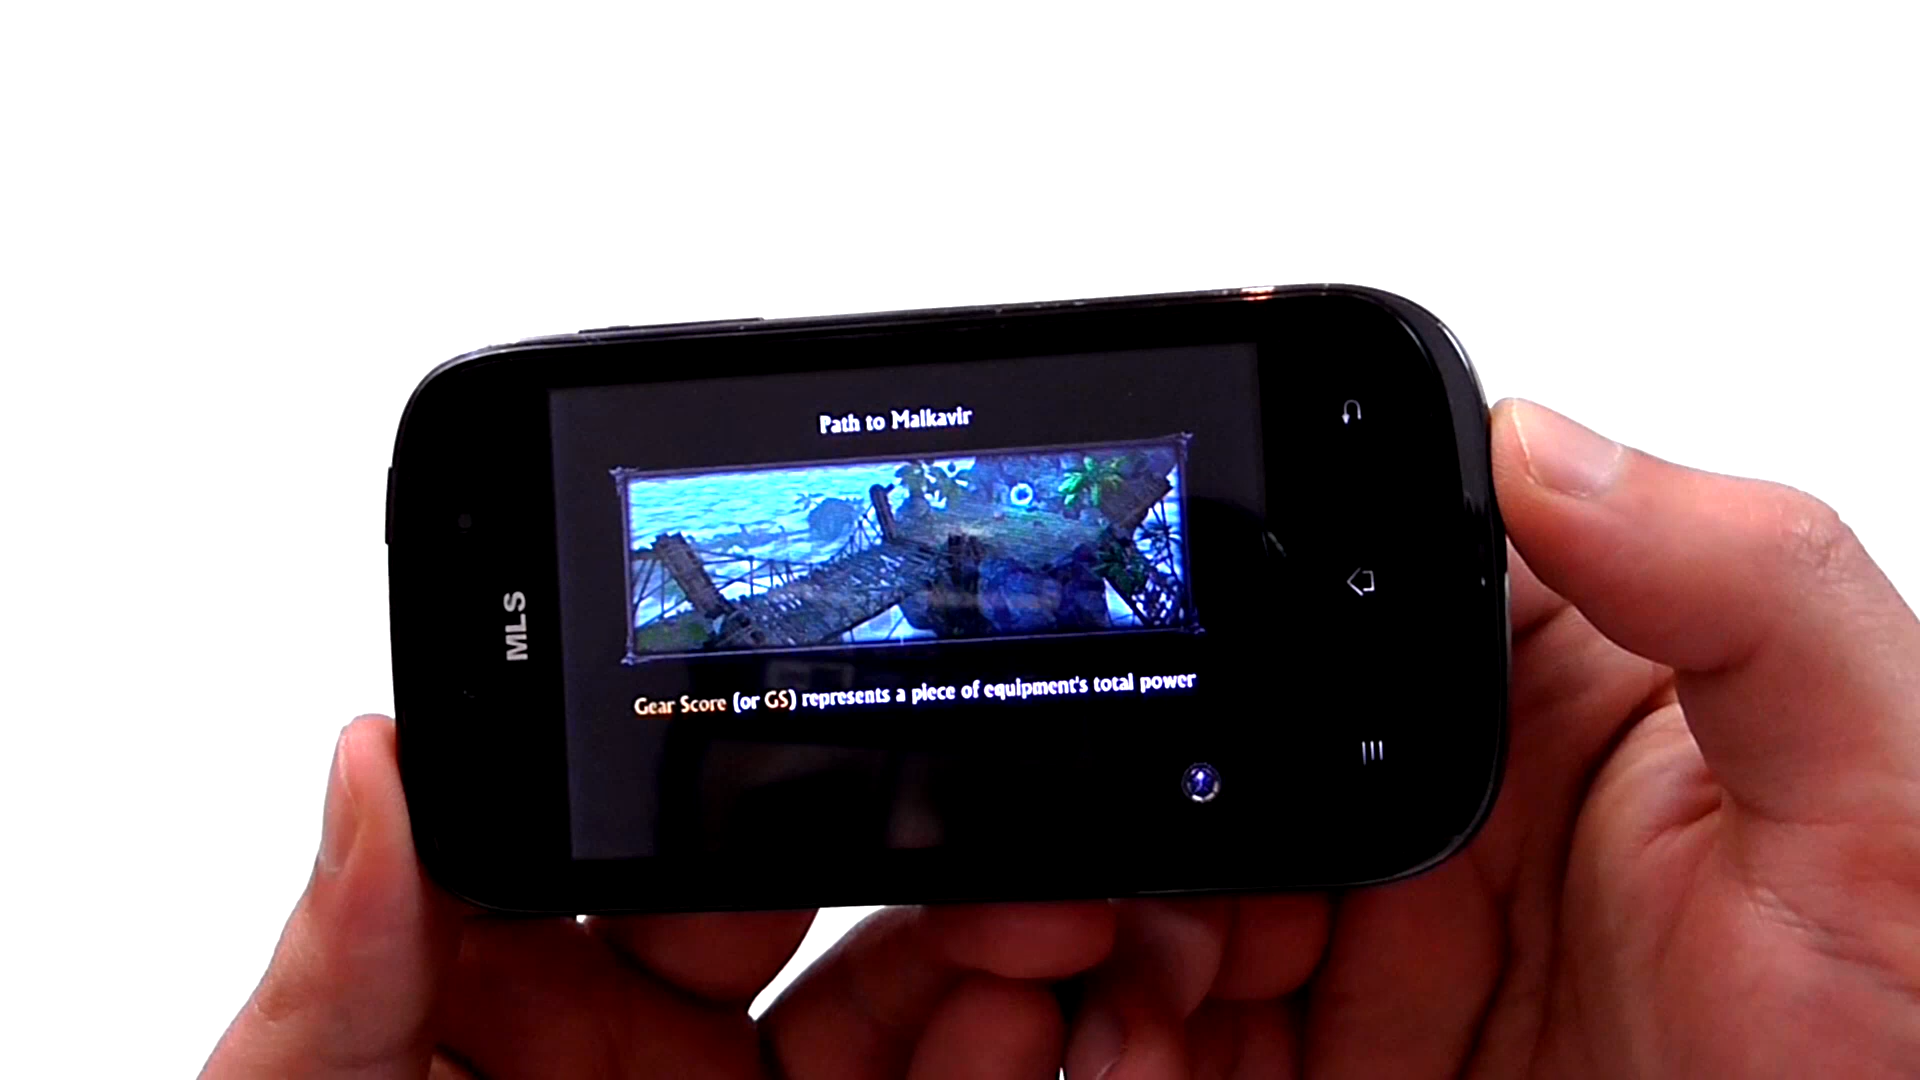 Path to Malkavir
MLS
Gear Score (or GS) represents a piece of equipment's total power